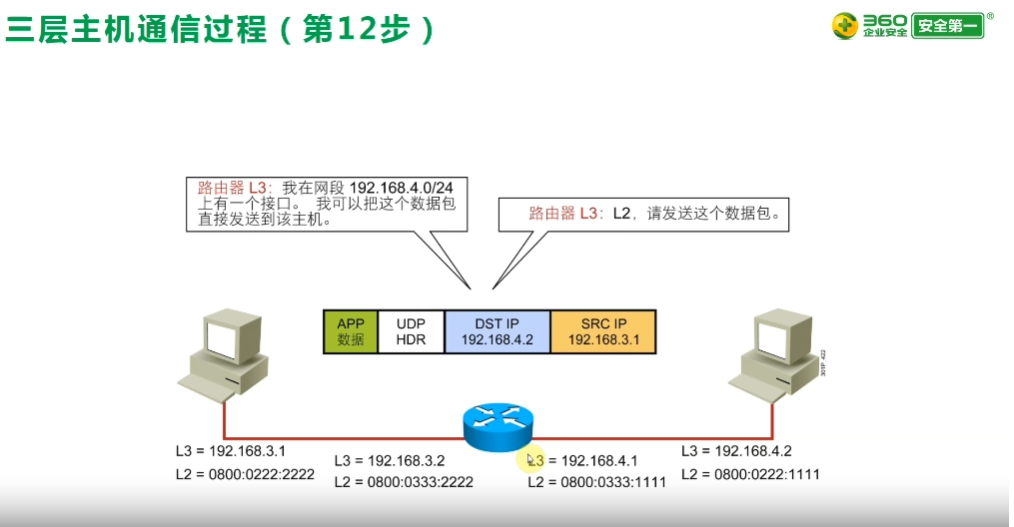 三层主机通信过程（第12步）
360
企业安全
安全第一
®
路由器 L3：我在网段 192.168.4.0/24
上有一个接口。 我可以把这个数据包
直接发送到该主机。
路由器 L3：L2，请发送这个数据包。
APP
数据
UDP
HDR
DST IP
192.168.4.2
SRC IP
192.168.3.1
L3 = 192.168.3.1
L2 = 0800:0222:2222
L3 = 192.168.3.2
L2 = 0800:0333:2222
L3 = 192.168.4.1
L2 = 0800:0333:1111
L3 = 192.168.4.2
L2 = 0800:0222:1111